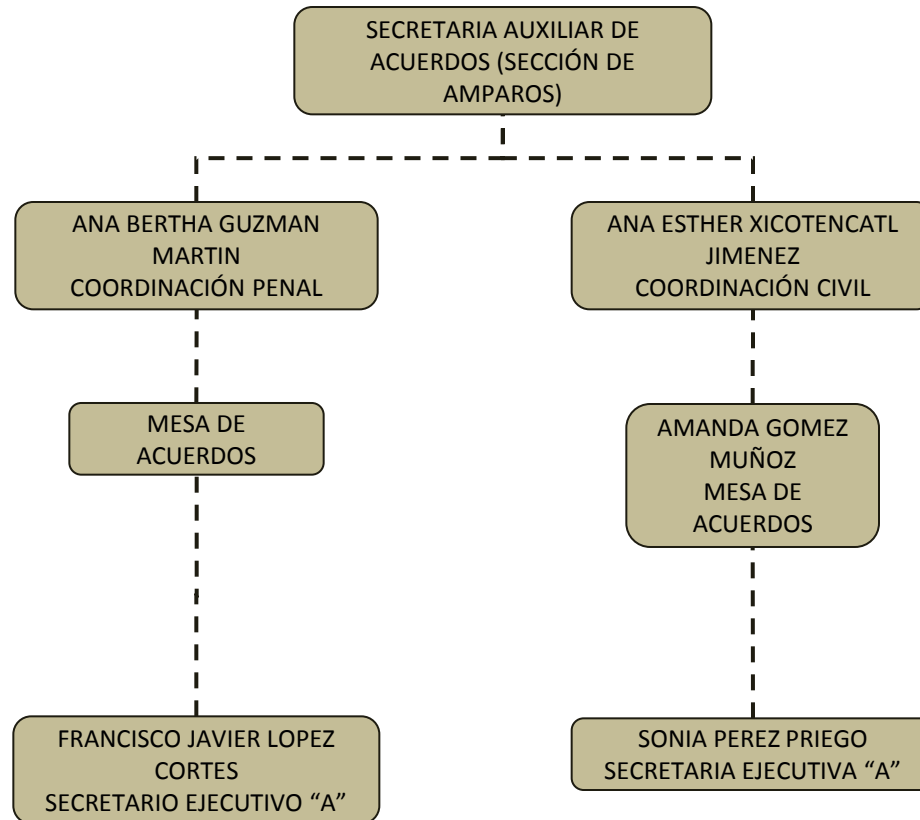 SECRETARIA AUXILIAR DE
ACUERDOS (SECCIÓN DE
AMPAROS)
ANA BERTHA GUZMAN
MARTIN
COORDINACIÓN PENAL
ANA ESTHER XICOTENCATL
JIMENEZ
COORDINACIÓN CIVIL
MESA DE
ACUERDOS
AMANDA GOMEZ
MUÑOZ
MESA DE
ACUERDOS
FRANCISCO JAVIER LOPEZ
CORTES
SECRETARIO EJECUTIVO “A”
SONIA PEREZ PRIEGO
SECRETARIA EJECUTIVA “A”